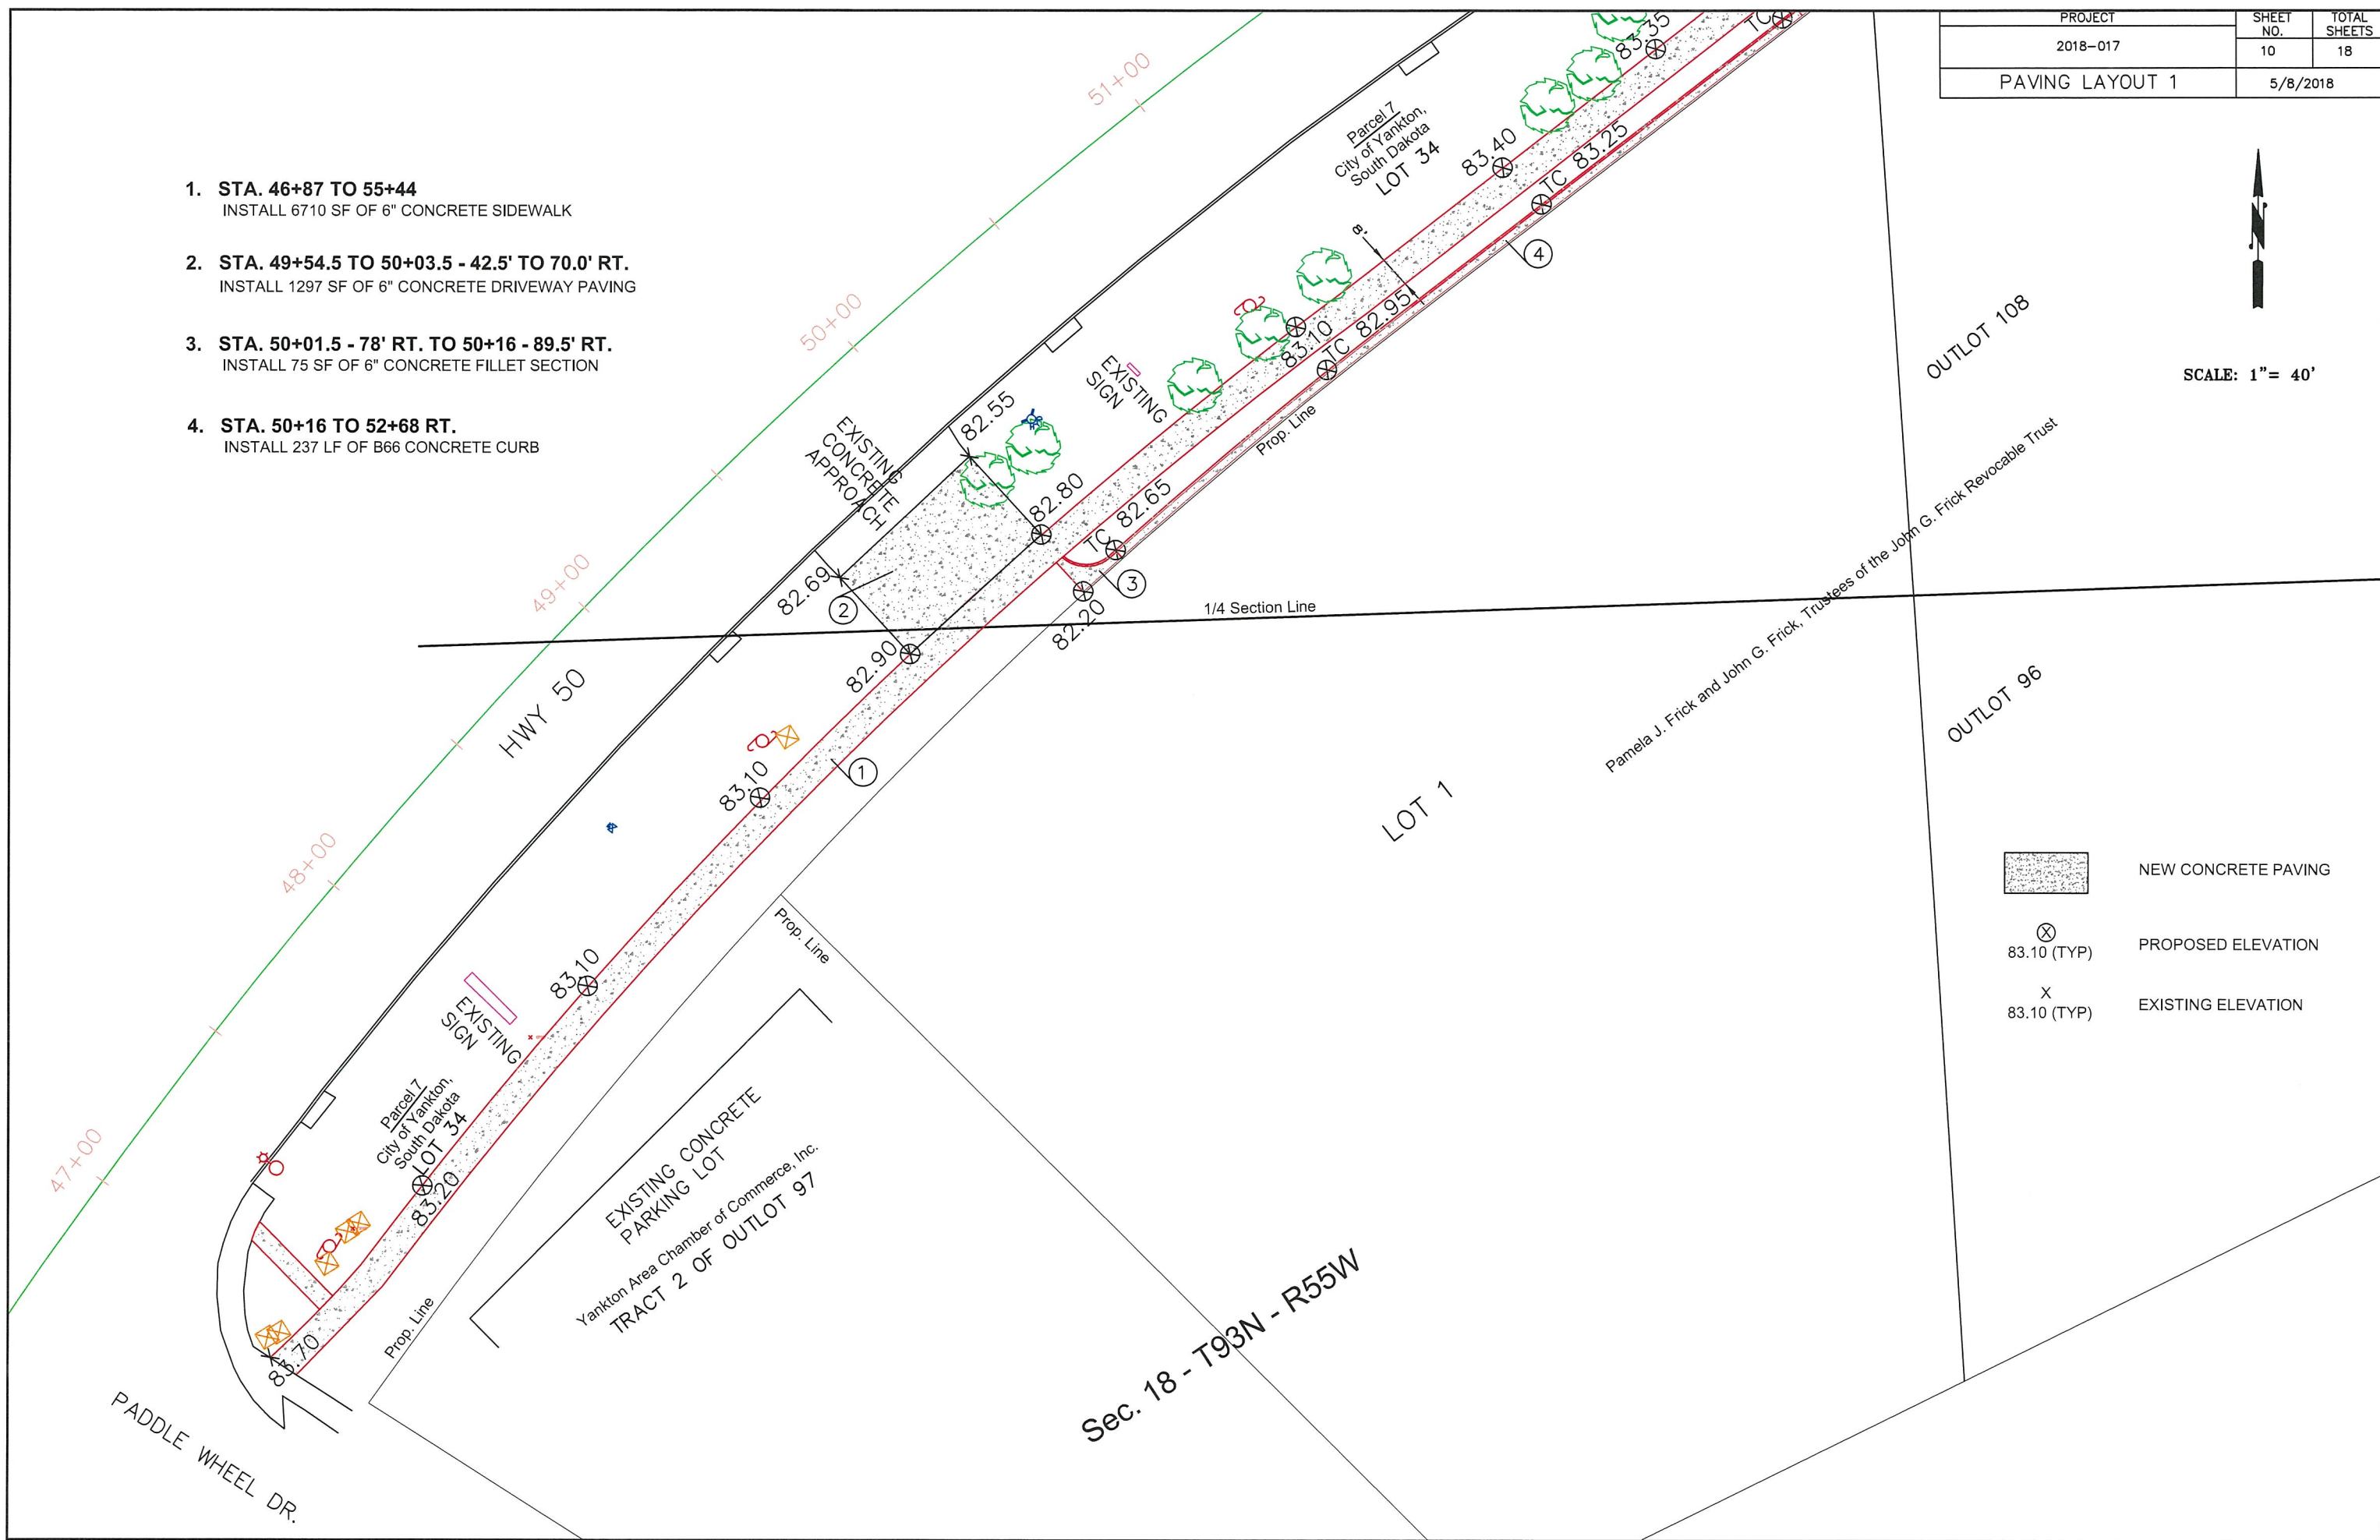 PROJECT
SHEET NO.
TOTAL SHEETS
2018-017
10
18
PAVING LAYOUT 1
5/8/2018
1. STA. 46+87 TO 55+44
INSTALL 6710 SF OF 6" CONCRETE SIDEWALK
2. STA. 49+54.5 TO 50+03.5 - 42.5' TO 70.0' RT.
INSTALL 1297 SF OF 6" CONCRETE DRIVEWAY PAVING
3. STA. 50+01.5 - 78' RT. TO 50+16 - 89.5' RT.
INSTALL 75 SF OF 6" CONCRETE FILLET SECTION
4. STA. 50+16 TO 52+68 RT.
INSTALL 237 LF OF B66 CONCRETE CURB
51+00
50+00
49+00
48+00
47+00
HWY 50
Parcel 7
City of Yankton,
South Dakota
LOT 34
83.35
TC
83.40
TC 83.25
8'
4
83.10
TC 82.95
EXISTING
SIGN
Prop. Line
82.55
EXISTING
CONCRETE
APPROACH
82.80
TC 82.65
82.69
2
3
82.20
1/4 Section Line
82.90
1
83.10
83.10
EXISTING
SIGN
Parcel 7
City of Yankton,
South Dakota
LOT 34
83.20
83.70
Prop. Line
Prop. Line
EXISTING CONCRETE
PARKING LOT
Yankton Area Chamber of Commerce, Inc.
TRACT 2 OF OUTLOT 97
PADDLE WHEEL DR.
LOT 1
Sec. 18 - T93N - R55W
Pamela J. Frick and John G. Frick, Trustees of the John G. Frick Revocable Trust
OUTLOT 108
OUTLOT 96
N
SCALE: 1"= 40'
NEW CONCRETE PAVING
83.10 (TYP)
PROPOSED ELEVATION
X
83.10 (TYP)
EXISTING ELEVATION